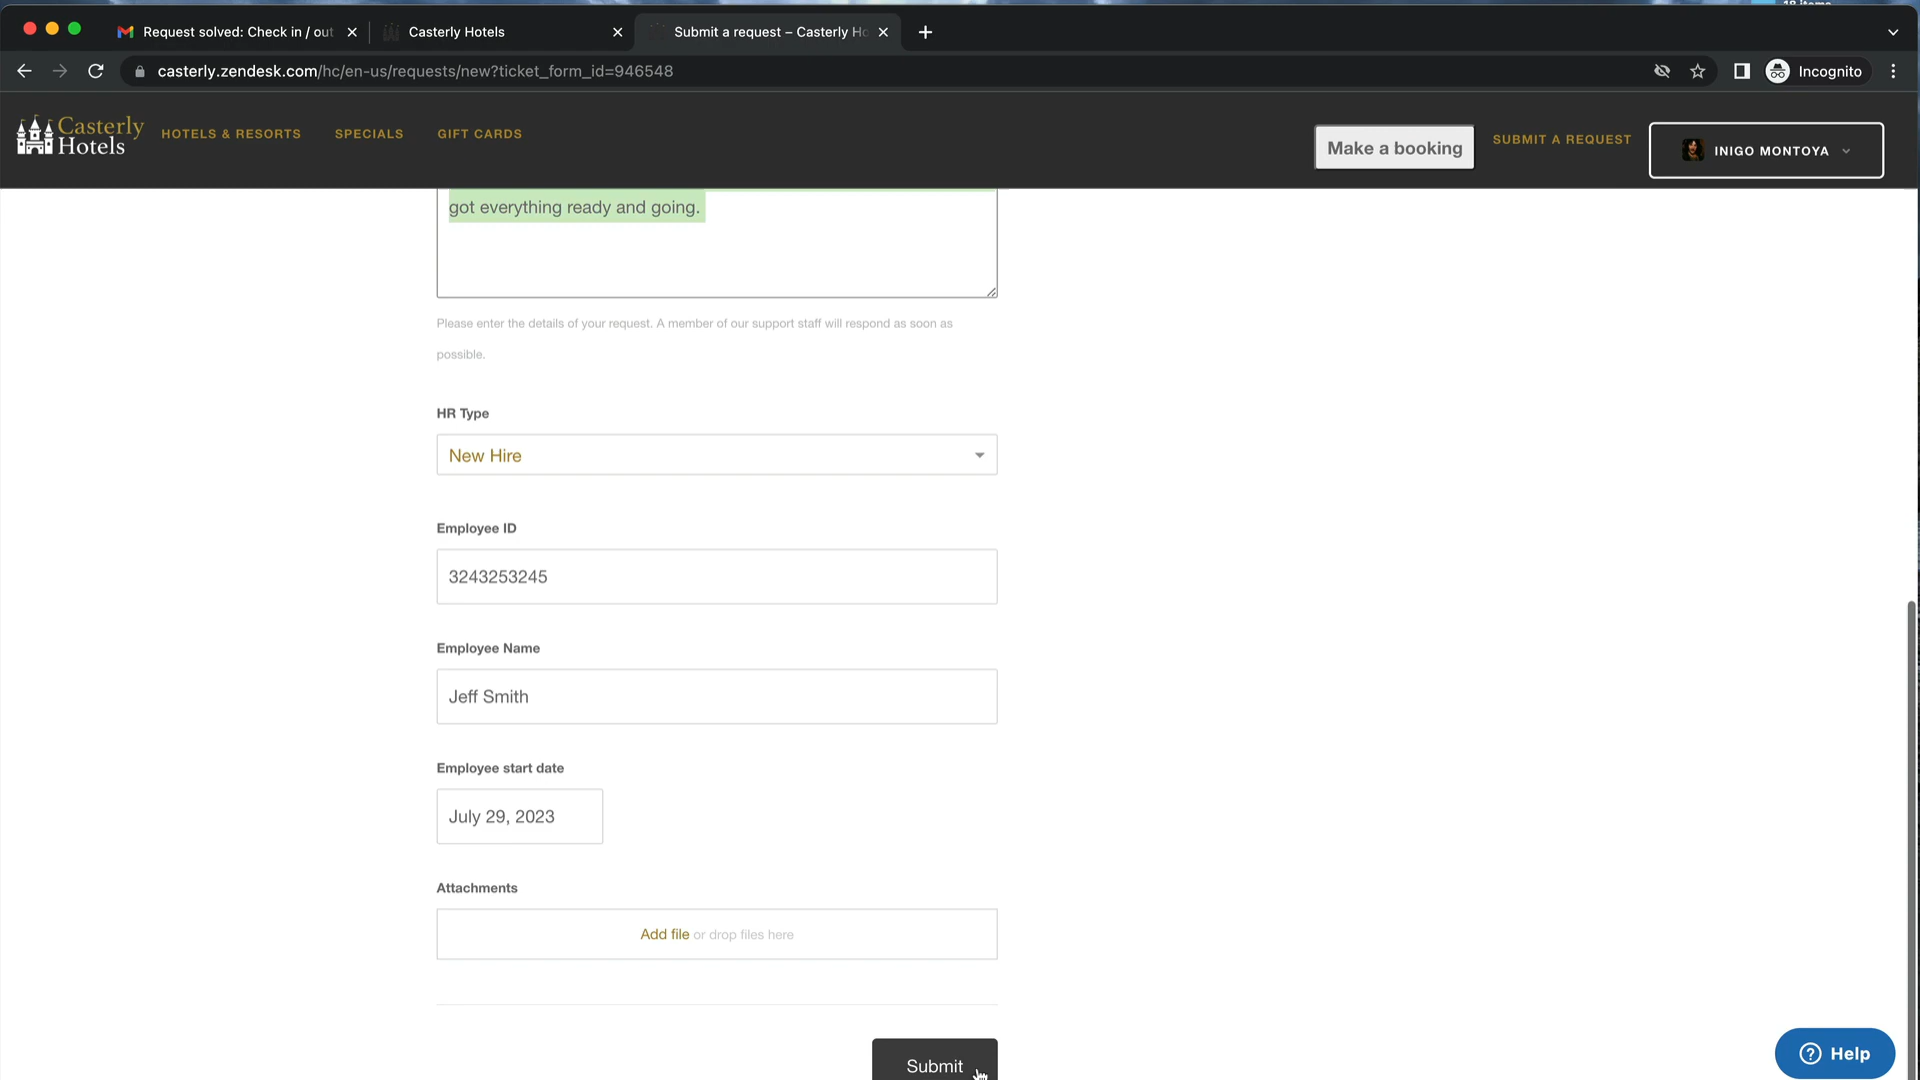 Request solved: Check in / out
Casterly Hotels
Submit a request – Casterly Ho
casterly.zendesk.com/hc/en-us/requests/new?ticket_form_id=946548
Incognito
Casterly
Hotels
HOTELS & RESORTS
SPECIALS
GIFT CARDS
Make a booking
SUBMIT A REQUEST
INIGO MONTOYA
got everything ready and going.
Please enter the details of your request. A member of our support staff will respond as soon as
possible.
HR Type
New Hire
Employee ID
3243253245
Employee Name
Jeff Smith
Employee start date
July 29, 2023
Attachments
Add file or drop files here
Submit
Help